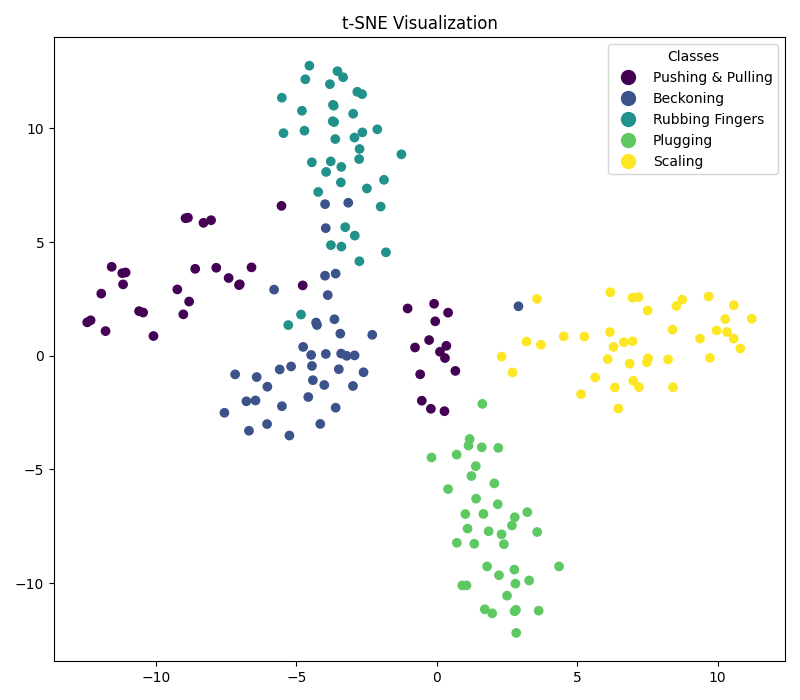 t-SNE Visualization
Classes
Pushing & Pulling
Beckoning
Rubbing Fingers
Plugging
Scaling
10
5
0
−5
−10
−10
−5
0
5
10